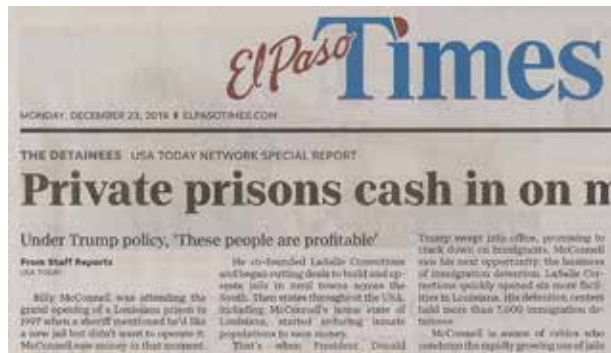 El Paso Times
MONDAY, DECEMBER 23, 2019 ELPASOTIMES.COM
THE DETAINEES USA TODAY NETWORK SPECIAL REPORT
Private prisons cash in on m
Under Trump policy, 'These people are profitable'
From Staff Reports
USA TODAY
Billy McConnell was attending the
grand opening of a Louisiana prison in
1997 when a sheriff mentioned he'd like
a new jail but didn't want to operate it.
McConnell saw money in that moment.
He co-founded LaSalle Corrections
and began cutting deals to build and op-
erate jails in rural towns across the
South. Then states throughout the USA,
including McConnell's home state of
Louisiana, started reducing inmate
populations to save money.
That's when President Donald
Trump swept into office, promising to
crack down on immigrants. McConnell
saw his next opportunity: the business
of immigration detention. LaSalle Cor-
rections quickly opened six more facil-
ities in Louisiana. His detention centers
hold more than 7,000 immigration de-
tainees.
McConnell is aware of critics who
condemn the rapidly growing use of jails